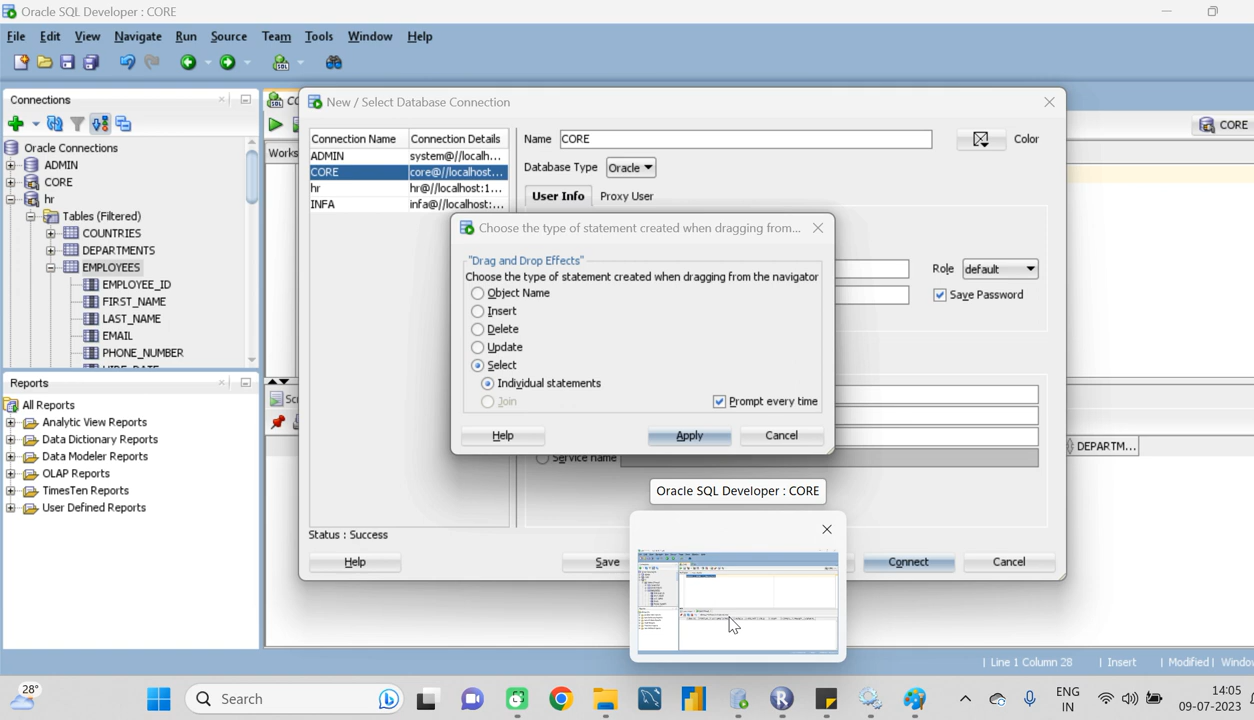 Oracle SQL Developer : CORE
File Edit View Navigate Run Source Team Tools Window Help
Connections
Oracle Connections
ADMIN
CORE
hr
Tables (Filtered)
COUNTRIES
DEPARTMENTS
EMPLOYEES
EMPLOYEE_ID
FIRST_NAME
LAST_NAME
EMAIL
PHONE_NUMBER
Reports
All Reports
Analytic View Reports
Data Dictionary Reports
Data Modeler Reports
OLAP Reports
TimesTen Reports
User Defined Reports
CORE
Works
New / Select Database Connection
Connection Name Connection Details
ADMIN system@//localh...
CORE core@//localhost...
hr hr@//localhost:1...
INFA infa@//localhost:...
Name CORE Color
Database Type Oracle
User Info Proxy User
Role default
Save Password
Service name
Status : Success
Help Save Connect Cancel
Choose the type of statement created when dragging from...
"Drag and Drop Effects"
Choose the type of statement created when dragging from the navigator
Object Name
Insert
Delete
Update
Select
Individual statements
Join Prompt every time
Help Apply Cancel
DEPARTM...
Oracle SQL Developer : CORE
| Line 1 Column 28 | Insert | Modified | Window
28°
Search
ENG
IN
14:05
09-07-2023